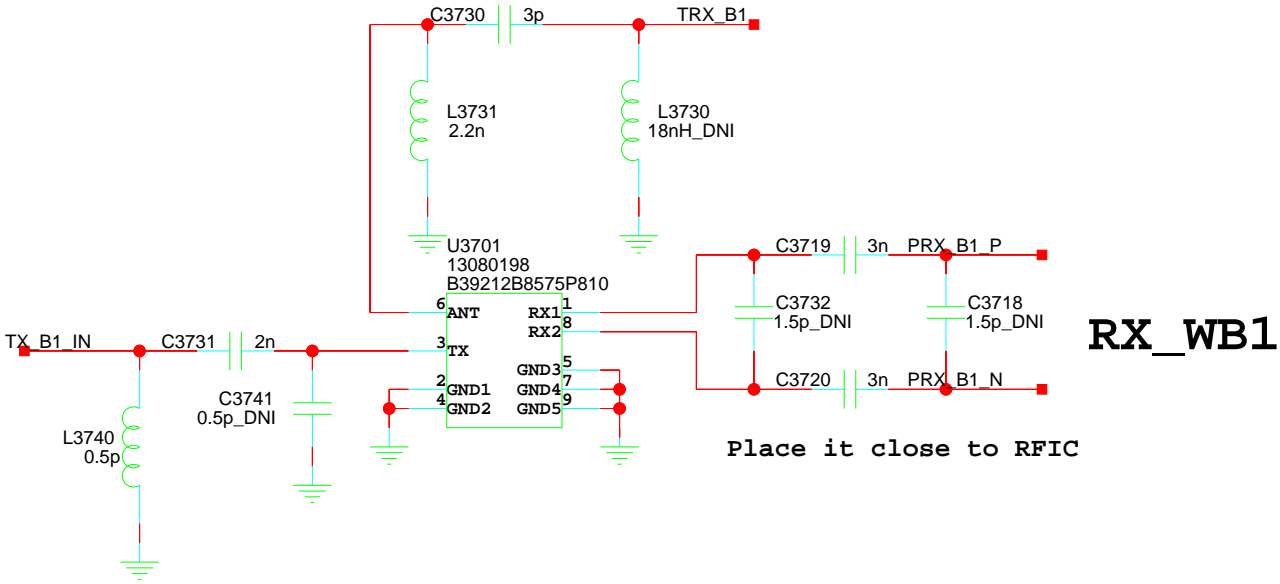 C3730 3p TRX_B1
L3731
2.2n
L3730
18nH_DNI
U3701
13080198
B39212B8575P810
6 ANT RX1 1
RX2 8
3 TX
GND3 5
2 GND1 GND4 7
4 GND2 GND5 9
C3719 3n PRX_B1_P
C3732
1.5p_DNI
C3718
1.5p_DNI
RX_WB1
C3720 3n PRX_B1_N
Place it close to RFIC
TX_B1_IN C3731 2n
C3741
0.5p_DNI
L3740
0.5p